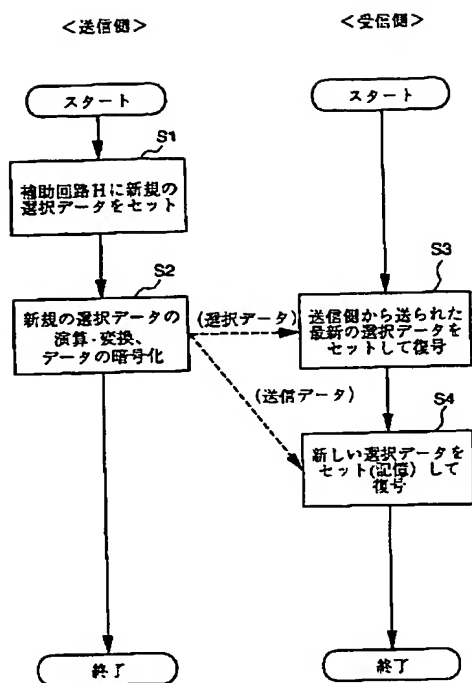 <送信側>
<受信側>
スタート
スタート
S1
補助回路Hに新規の
選択データをセット
S2
新規の選択データの
演算・変換、
データの暗号化
(選択データ)
(送信データ)
S3
送信側から送られた
最新の選択データを
セットして復号
S4
新しい選択データを
セット(記憶)して
復号
終了
終了